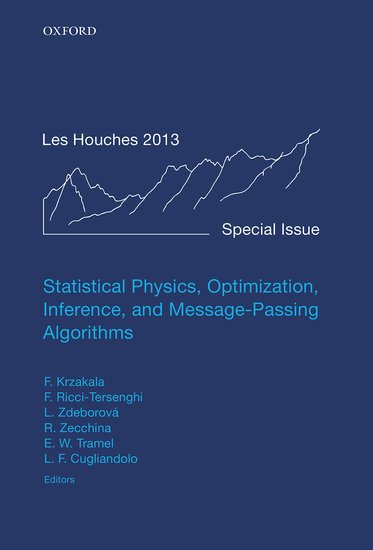 OXFORD
Les Houches 2013
Special Issue
Statistical Physics, Optimization,
Inference, and Message-Passing
Algorithms
F. Krzakala
F. Ricci-Tersenghi
L. Zdeborová
R. Zecchina
E. W. Tramel
L. F. Cugliandolo
Editors